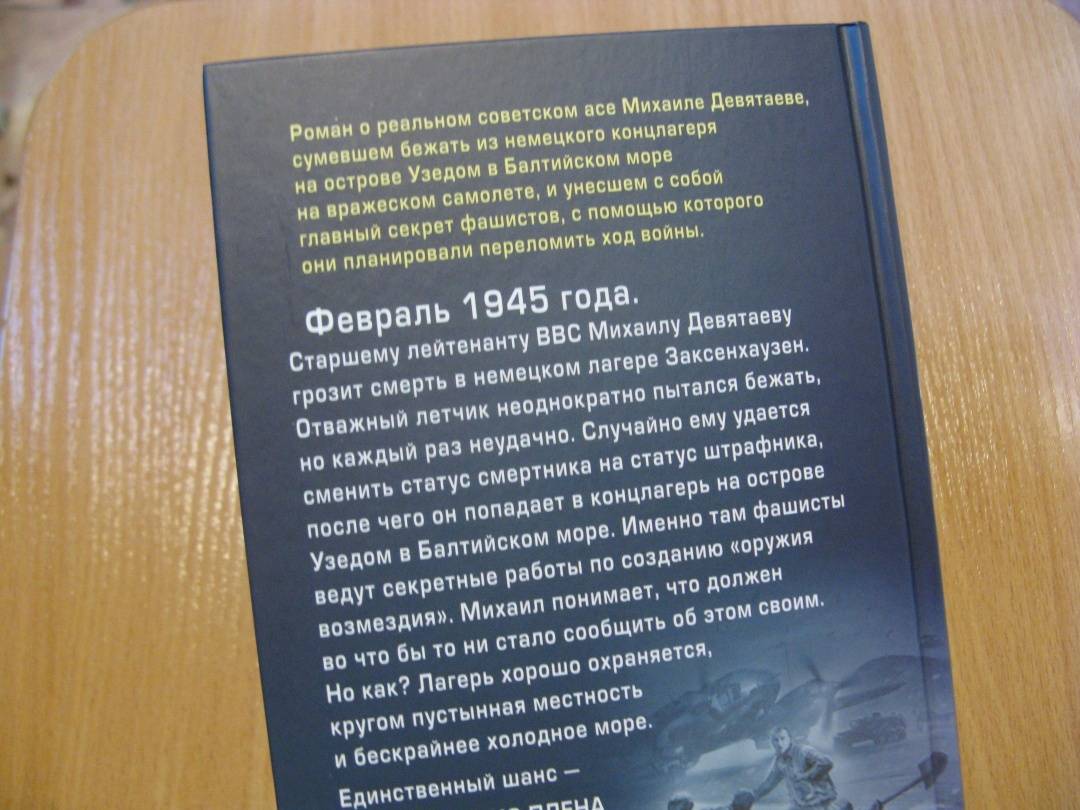 Роман о реальном советском асе Михаиле Девятаеве,
сумевшем бежать из немецкого концлагеря
на острове Узедом в Балтийском море
на вражеском самолете, и унесшем с собой
главный секрет фашистов, с помощью которого
они планировали переломить ход войны.
Февраль 1945 года.
Старшему лейтенанту ВВС Михаилу Девятаеву
грозит смерть в немецком лагере Заксенхаузен.
Отважный летчик неоднократно пытался бежать,
но каждый раз неудачно. Случайно ему удается
сменить статус смертника на статус штрафника,
после чего он попадает в концлагерь на острове
Узедом в Балтийском море. Именно там фашисты
ведут секретные работы по созданию «оружия
возмездия». Михаил понимает, что должен
во что бы то ни стало сообщить об этом своим.
Но как? Лагерь хорошо охраняется,
кругом пустынная местность
и бескрайнее холодное море.
Единственный шанс —
ПЛЕНА